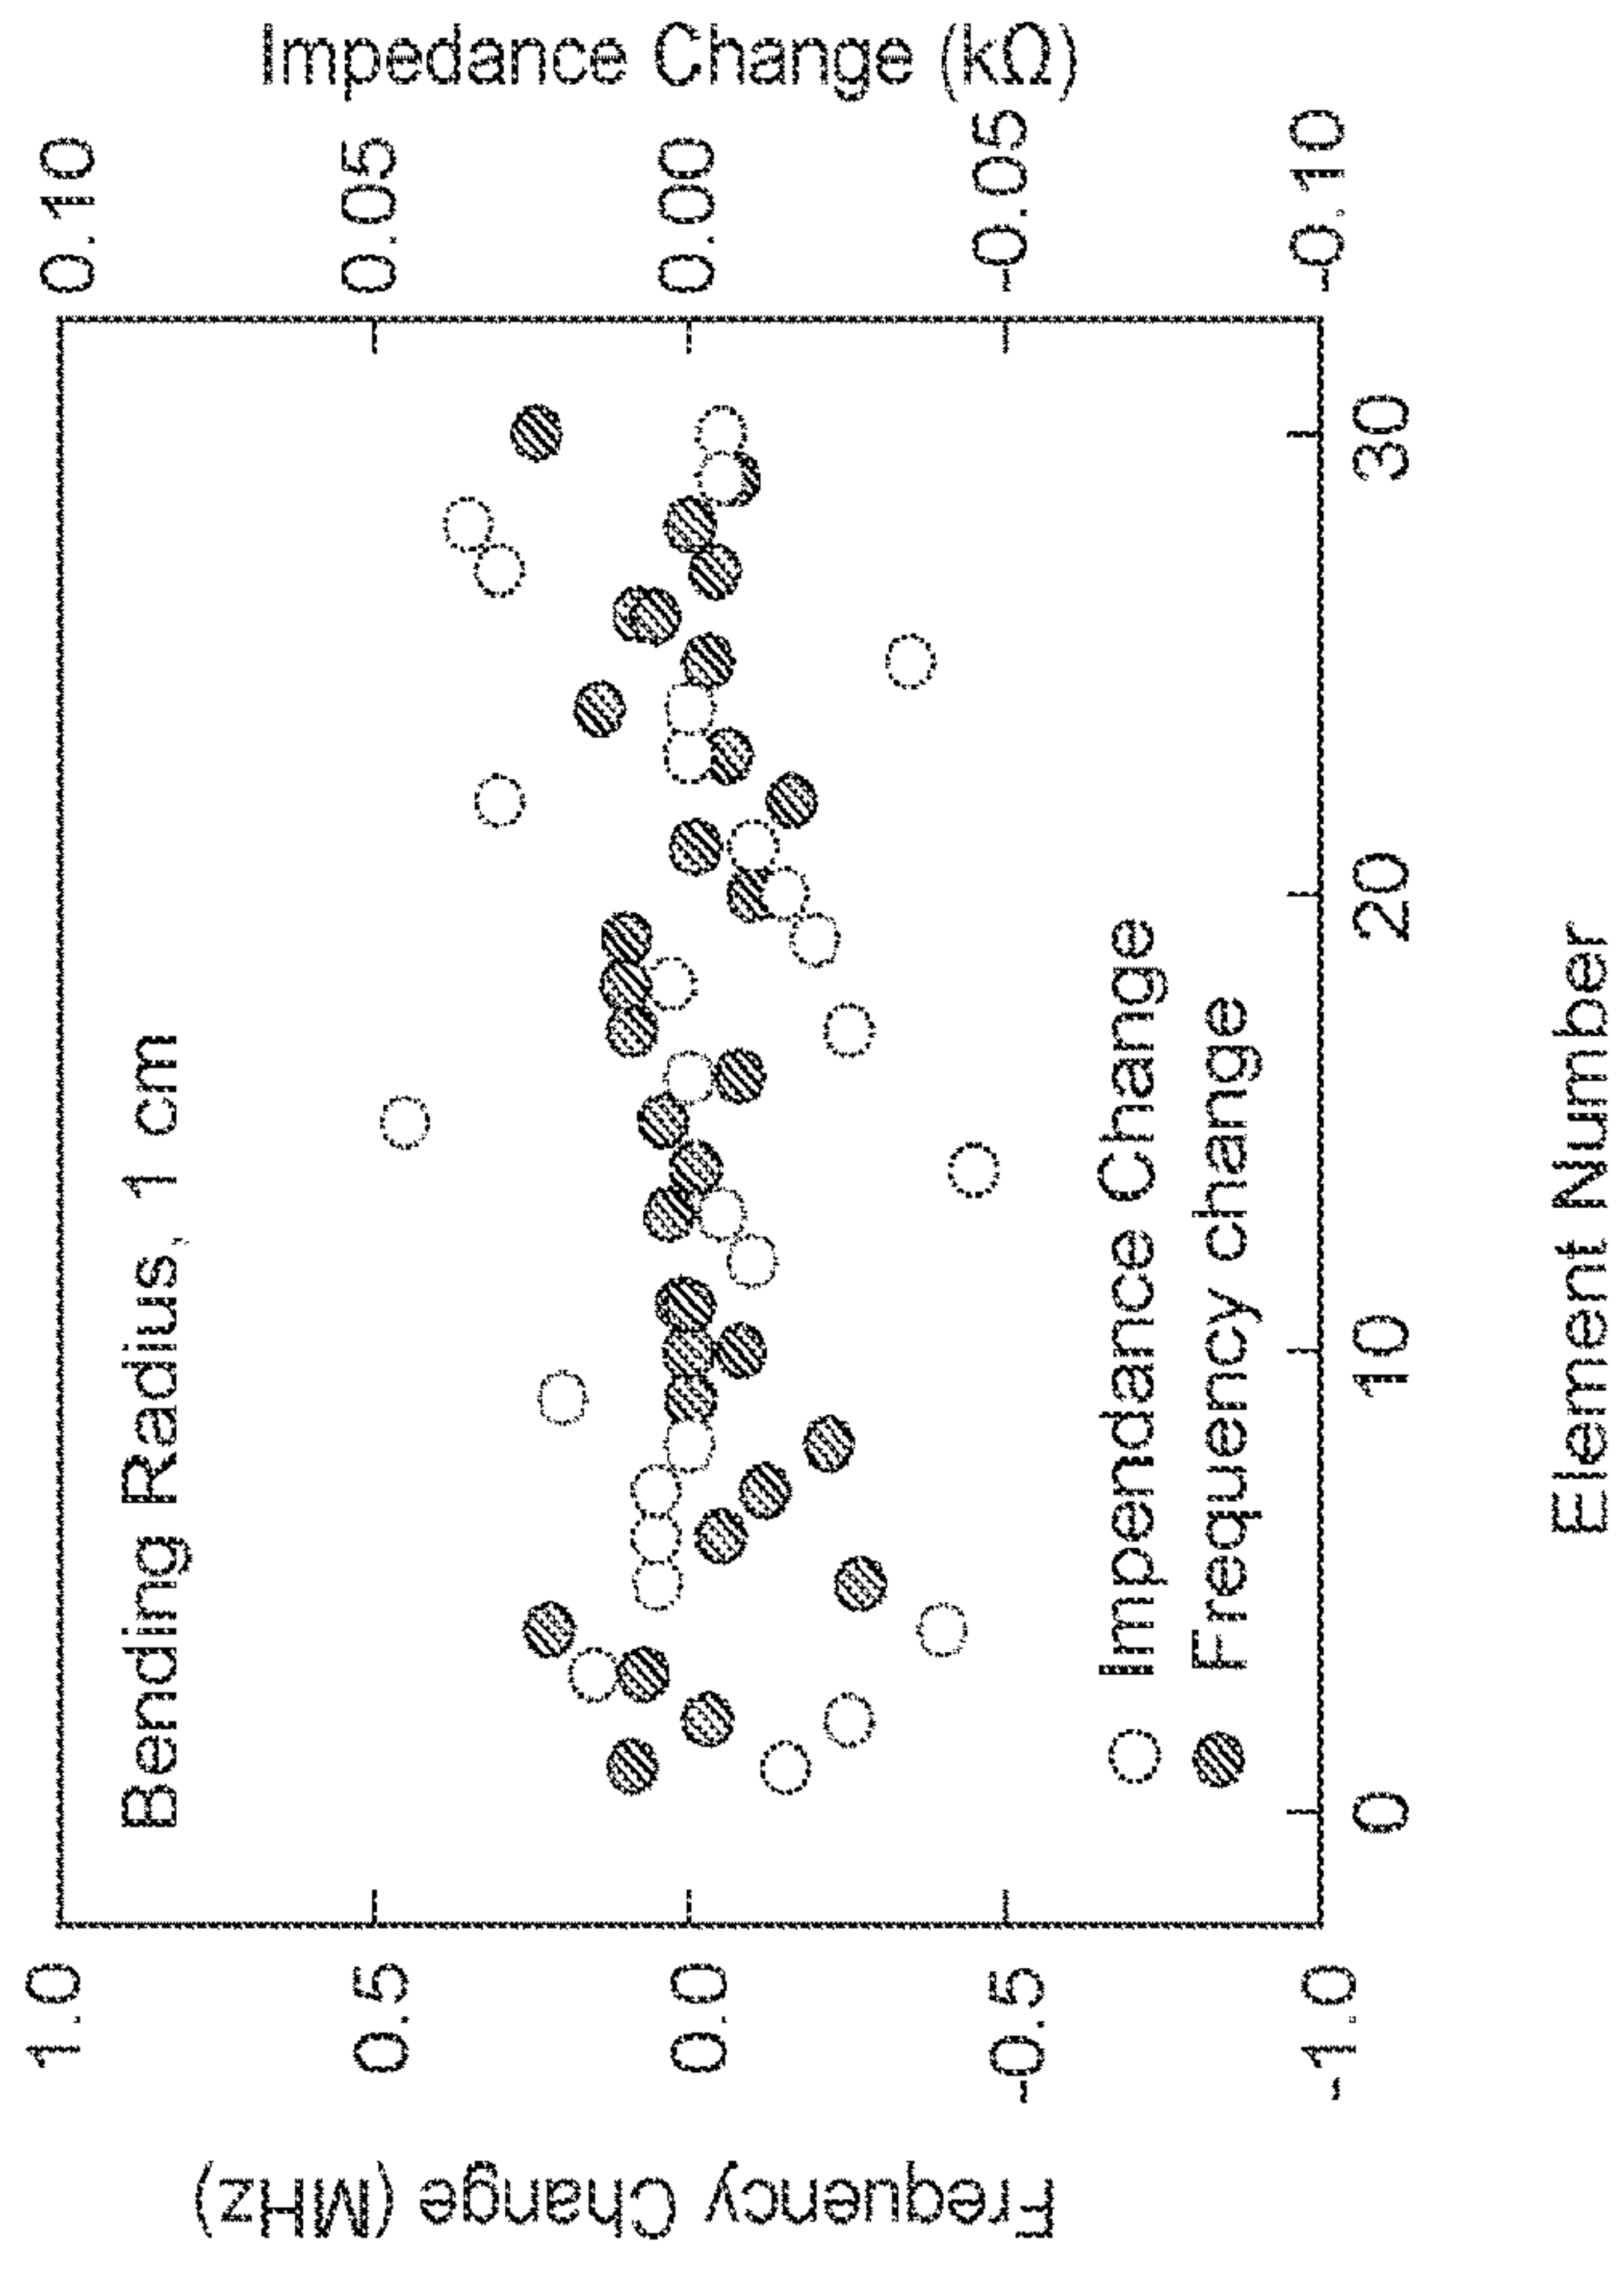 Bending Radius, 1 cm
Frequency Change (MHz)
1.0
0.5
0.0
-0.5
-1.0
Impedance Change (kΩ)
0.10
0.05
0.00
-0.05
-0.10
Impendance Change
Frequency change
0 10 20 30
Element Number